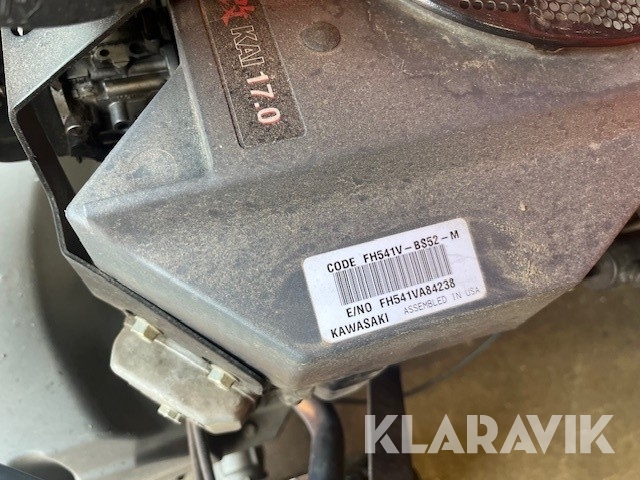 KAI 17.0
CODE FH541V-BS52-M
E/NO FH541VA84238
KAWASAKI ASSEMBLED IN USA
KLARAVIK